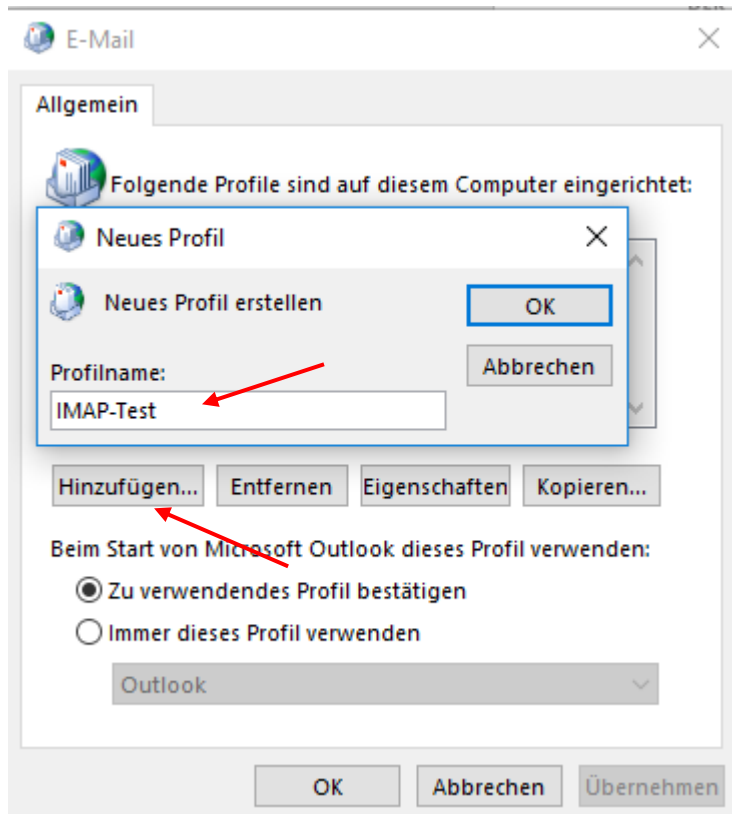 E-Mail
Allgemein
Folgende Profile sind auf diesem Computer eingerichtet:
Neues Profil
Neues Profil erstellen
OK
Abbrechen
Profilname:
IMAP-Test
Hinzufügen... Entfernen Eigenschaften Kopieren...
Beim Start von Microsoft Outlook dieses Profil verwenden:
Zu verwendendes Profil bestätigen
Immer dieses Profil verwenden
Outlook
OK Abbrechen Übernehmen